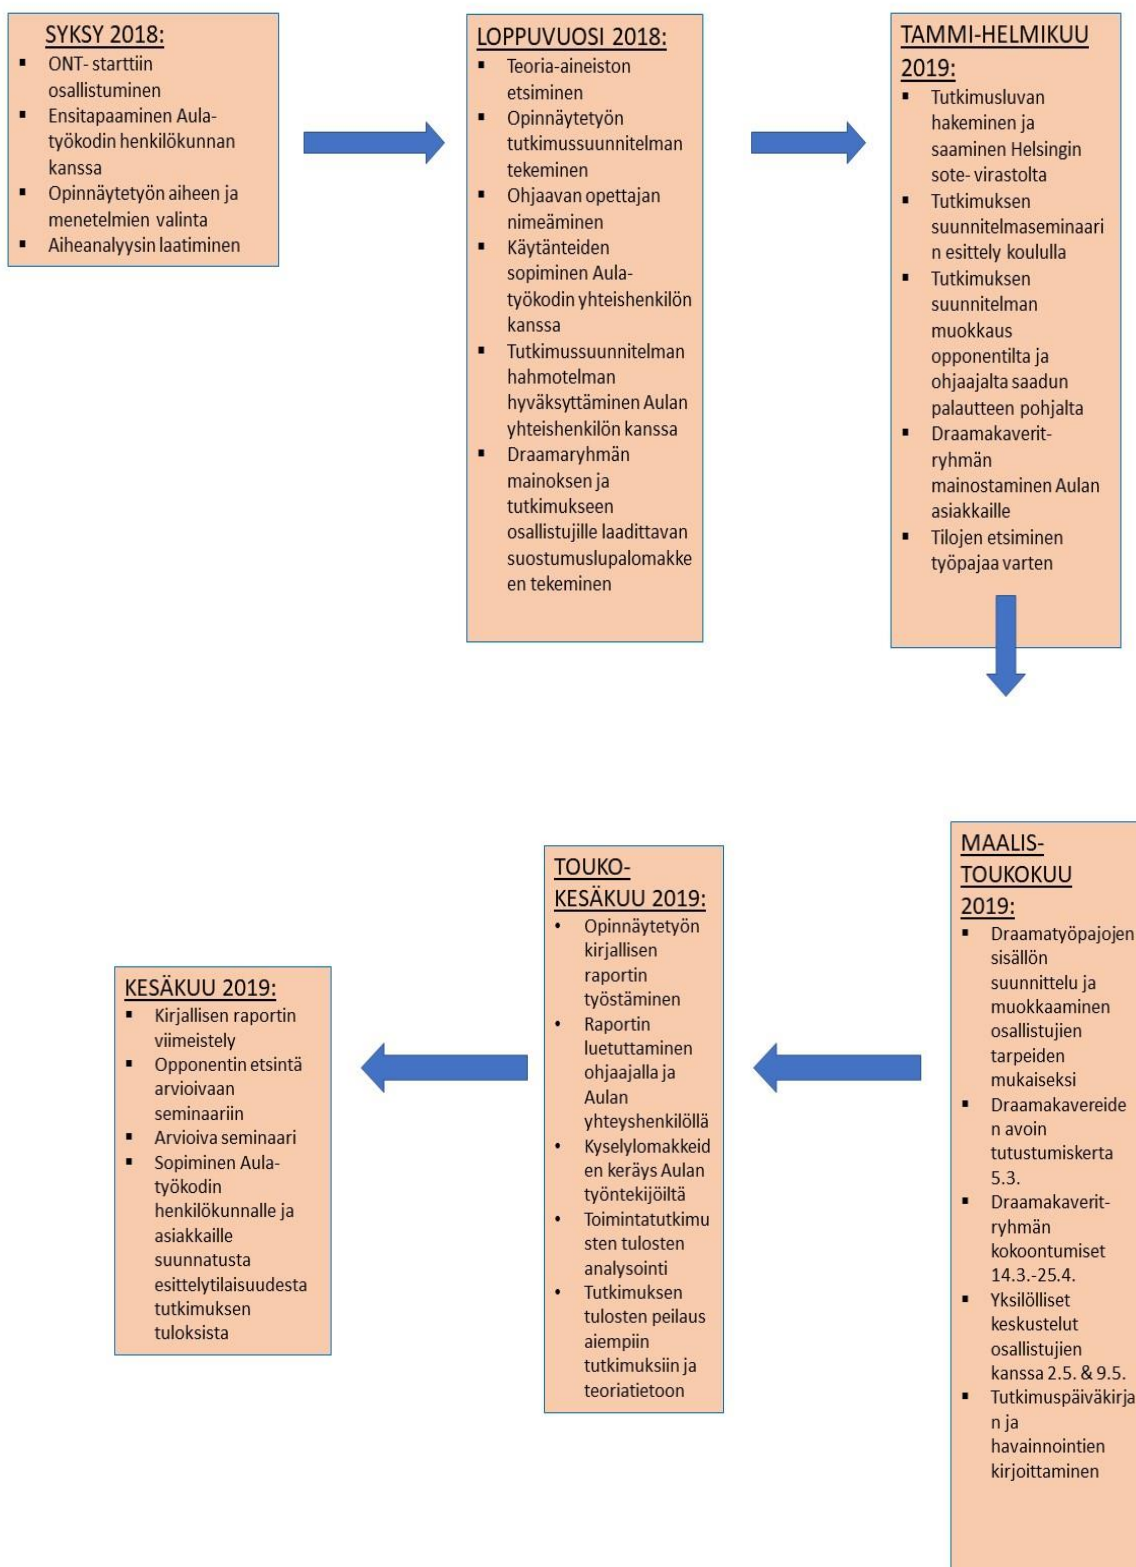 SYKSY 2018:
▪ ONT- starttiin
osallistuminen
▪ Ensitapaaminen Aula-
työkodin henkilökunnan
kanssa
▪ Opinnäytetyön aiheen ja
menetelmien valinta
▪ Aiheanalyysin laatiminen
LOPPUVUOSI 2018:
▪ Teoria-aineiston
etsiminen
▪ Opinnäytetyön
tutkimussuunnitelman
tekeminen
▪ Ohjaavan opettajan
nimeäminen
▪ Käytänteiden
sopiminen Aula-
työkodin yhteishenkilön
kanssa
▪ Tutkimussuunnitelman
hahmotelman
hyväksyttäminen Aulan
yhteishenkilön kanssa
▪ Draamaryhmän
mainoksen ja
tutkimukseen
osallistujille laadittavan
suostumuslupalomakke
en tekeminen
TAMMI-HELMIKUU
2019:
▪ Tutkimusluvan
hakeminen ja
saaminen Helsingin
sote- virastolta
▪ Tutkimuksen
suunnitelmaseminaari
n esittely koululla
▪ Tutkimuksen
suunnitelman
muokkaus
opponentilta ja
ohjaajalta saadun
palautteen pohjalta
▪ Draamakaverit-
ryhmän
mainostaminen Aulan
asiakkaille
▪ Tilojen etsiminen
työpajaa varten
MAALIS-
TOUKOKUU
2019:
▪ Draamatyöpajojen
sisällön
suunnittelu ja
muokkaaminen
osallistujien
tarpeiden
mukaiseksi
▪ Draamakavereide
n avoin
tutustumiskerta
5.3.
▪ Draamakaverit-
ryhmän
kokoontumiset
14.3.-25.4.
▪ Yksilölliset
keskustelut
osallistujien
kanssa 2.5. & 9.5.
▪ Tutkimuspäiväkirja
n ja
havainnointien
kirjoittaminen
TOUKO-
KESÄKUU 2019:
• Opinnäytetyön
kirjallisen
raportin
työstäminen
• Raportin
luetuttaminen
ohjaajalla ja
Aulan
yhteyshenkilöllä
• Kyselylomakkeid
en keräys Aulan
työntekijöiltä
• Toimintatutkimu
sten tulosten
analysointi
• Tutkimuksen
tulosten peilaus
aiempiin
tutkimuksiin ja
teoriatietoon
KESÄKUU 2019:
▪ Kirjallisen raportin
viimeistely
▪ Opponentin etsintä
arvioivaan
seminaariin
▪ Arvioiva seminaari
▪ Sopiminen Aula-
työkodin
henkilökunnalle ja
asiakkaille
suunnatusta
esittelytilaisuudesta
tutkimuksen
tuloksista